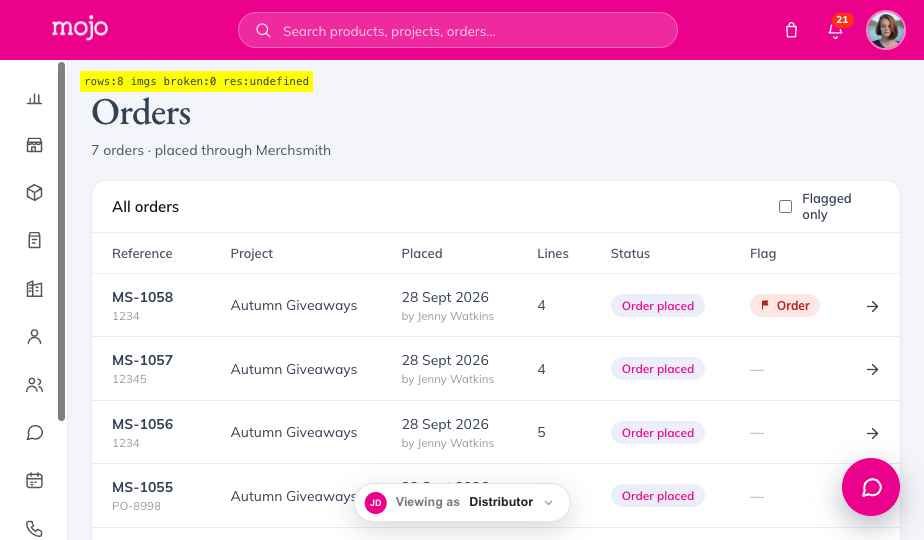 mojo
Search products, projects, orders...
21
rows:8 imgs broken:0 res:undefined
Orders
7 orders · placed through Merchsmith
All orders
Flagged only
Reference Project Placed Lines Status Flag
MS-1058 Autumn Giveaways 28 Sept 2026 4 Order placed Order
1234 by Jenny Watkins
MS-1057 Autumn Giveaways 28 Sept 2026 4 Order placed —
12345 by Jenny Watkins
MS-1056 Autumn Giveaways 28 Sept 2026 5 Order placed —
1234 by Jenny Watkins
MS-1055 Autumn Giveaways Order placed —
PO-8998
JD Viewing as Distributor